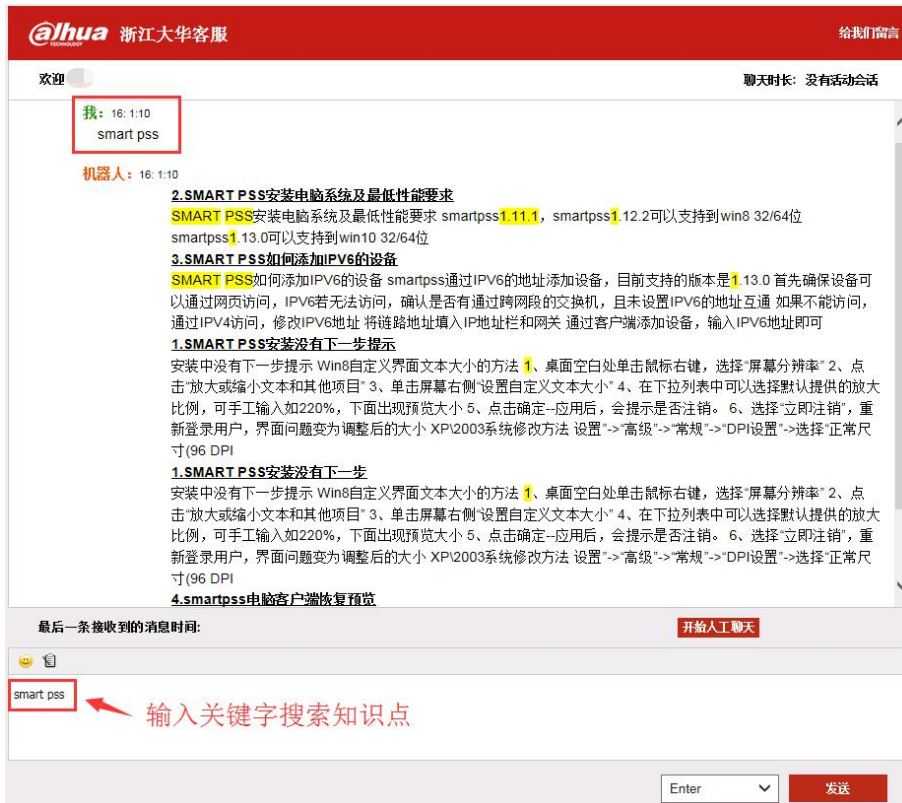 alhua 浙江大华客服 给我们留言
TECHNOLOGY
欢迎 聊天时长: 没有活动会话
我: 16: 1:10
smart pss
机器人: 16: 1:10
2.SMART PSS安装电脑系统及最低性能要求
SMART PSS安装电脑系统及最低性能要求 smartpss1.11.1，smartpss1.12.2可以支持到win8 32/64位
smartpss1.13.0可以支持到win10 32/64位
3.SMART PSS如何添加IPV6的设备
SMART PSS如何添加IPV6的设备 smartpss通过IPV6的地址添加设备，目前支持的版本是1.13.0 首先确保设备可
以通过网页访问，IPV6若无法访问，确认是否有通过跨网段的交换机，且未设置IPV6的地址互通 如果不能访问，
通过IPV4访问，修改IPV6地址 将链路地址填入IP地址栏和网关 通过客户端添加设备，输入IPV6地址即可
1.SMART PSS安装没有下一步提示
安装中没有下一步提示 Win8自定义界面文本大小的方法 1、桌面空白处单击鼠标右键，选择“屏幕分辨率” 2、点
击“放大或缩小文本和其他项目” 3、单击屏幕右侧“设置自定义文本大小” 4、在下拉列表中可以选择默认提供的放大
比例，可手工输入如220%，下面出现预览大小 5、点击确定--应用后，会提示是否注销。 6、选择“立即注销”，重
新登录用户，界面问题变为调整后的大小 XP\2003系统修改方法 设置”->“高级”->“常规”->“DPI设置”->选择“正常尺
寸(96 DPI
1.SMART PSS安装没有下一步
安装中没有下一步提示 Win8自定义界面文本大小的方法 1、桌面空白处单击鼠标右键，选择“屏幕分辨率” 2、点
击“放大或缩小文本和其他项目” 3、单击屏幕右侧“设置自定义文本大小” 4、在下拉列表中可以选择默认提供的放大
比例，可手工输入如220%，下面出现预览大小 5、点击确定--应用后，会提示是否注销。 6、选择“立即注销”，重
新登录用户，界面问题变为调整后的大小 XP\2003系统修改方法 设置”->“高级”->“常规”->“DPI设置”->选择“正常尺
寸(96 DPI
4.smartpss电脑客户端恢复预览
最后一条接收到的消息时间: 开始人工聊天
smart pss
输入关键字搜索知识点
Enter 发送